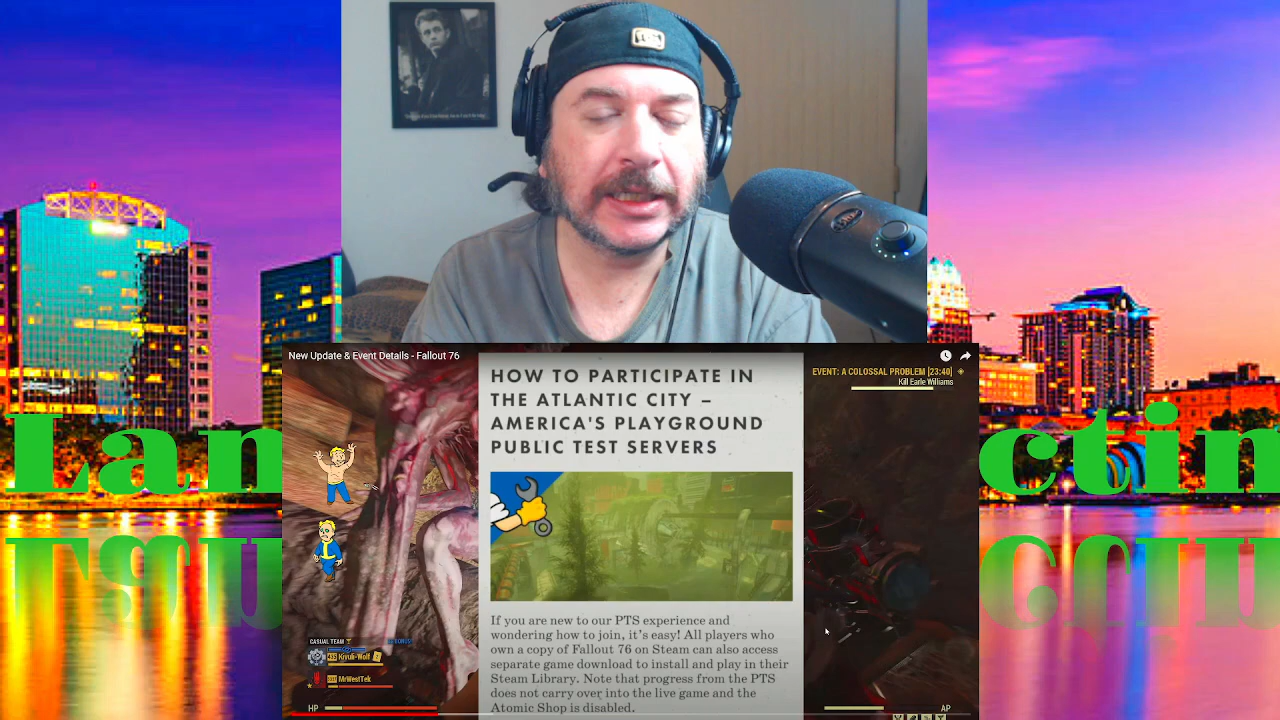 New Update & Event Details - Fallout 76
EVENT: A COLOSSAL PROBLEM [23:40]
Kill Earle Williams
HOW TO PARTICIPATE IN
THE ATLANTIC CITY –
AMERICA'S PLAYGROUND
PUBLIC TEST SERVERS
Lan
ctin
If you are new to our PTS experience and
wondering how to join, it's easy! All players who
own a copy of Fallout 76 on Steam can also access
separate game download to install and play in their
Steam Library. Note that progress from the PTS
does not carry over into the live game and the
Atomic Shop is disabled.
CASUAL TEAM
Kryuli-Wolf
MrWestTek
HP
AP